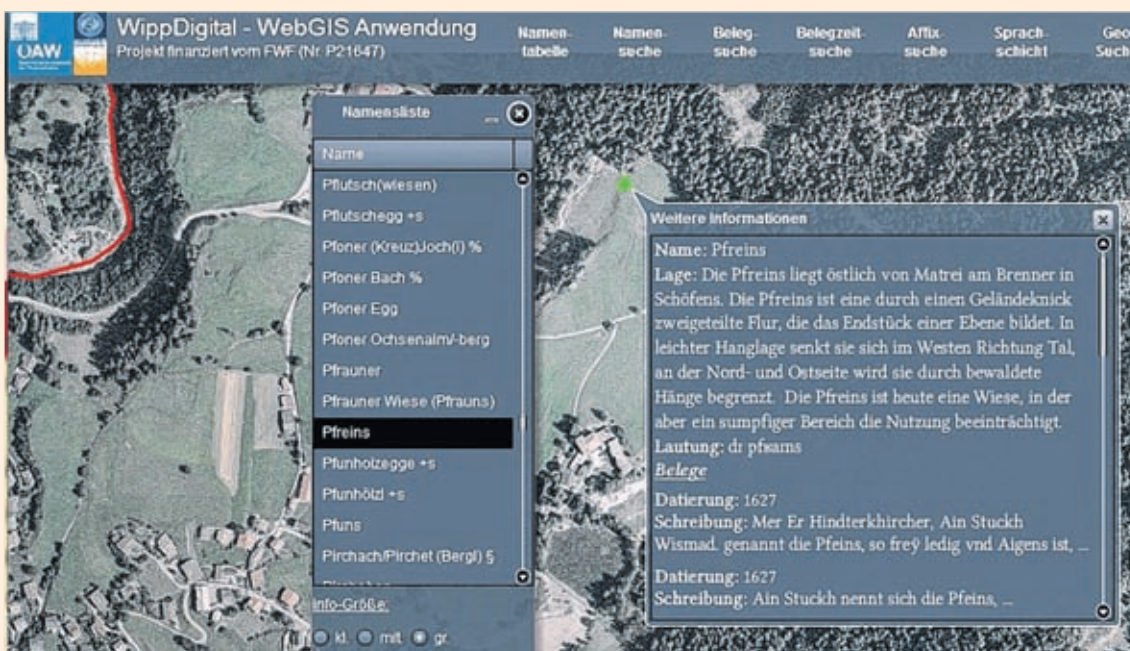 WippDigital - WebGIS Anwendung
Projekt finanziert vom FWF (Nr. P21647)
ÖAW
Namen-
tabelle
Namen-
suche
Beleg-
suche
Belegzeit-
suche
Affix-
suche
Sprach-
schicht
Geo
Such
Namensliste
Name
Pflutsch(wiesen)
Pflutschegg +s
Pfoner (Kreuz)Joch(l) %
Pfoner Bach %
Pfoner Egg
Pfoner Ochsenalm/-berg
Pfrauner
Pfrauner Wiese (Pfrauns)
Pfreins
Pfunholzegge +s
Pfunhölzl +s
Pfuns
Pirchach/Pirchet (Bergl) §
Info-Größe:
kl. mitt. gr.
Weitere Informationen
Name: Pfreins
Lage: Die Pfreins liegt östlich von Matrei am Brenner in
Schöfens. Die Pfreins ist eine durch einen Geländeknick
zweigeteilte Flur, die das Endstück einer Ebene bildet. In
leichter Hanglage senkt sie sich im Westen Richtung Tal,
an der Nord- und Ostseite wird sie durch bewaldete
Hänge begrenzt. Die Pfreins ist heute eine Wiese, in der
aber ein sumpfiger Bereich die Nutzung beeinträchtigt.
Lautung: dr
Belege
Datierung: 1627
Schreibung: Mer Er Hindterkhircher, Ain Stuckh
Wismad. genannt die Pfeins, so freÿ ledig vnd Aigens ist, ...
Datierung: 1627
Schreibung: Ain Stuckh nennt sich die Pfeins, ...